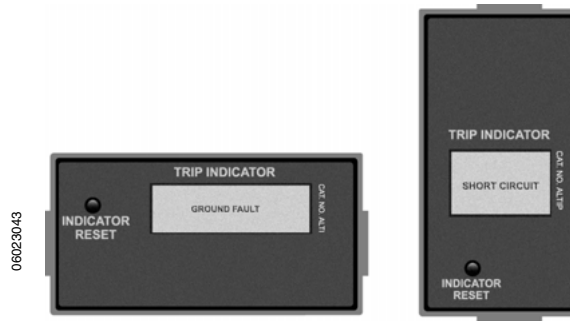 06023043
TRIP INDICATOR
GROUND FAULT
CAT. NO. ALTI
INDICATOR
RESET
TRIP INDICATOR
SHORT CIRCUIT
CAT. NO. ALTIP
INDICATOR
RESET